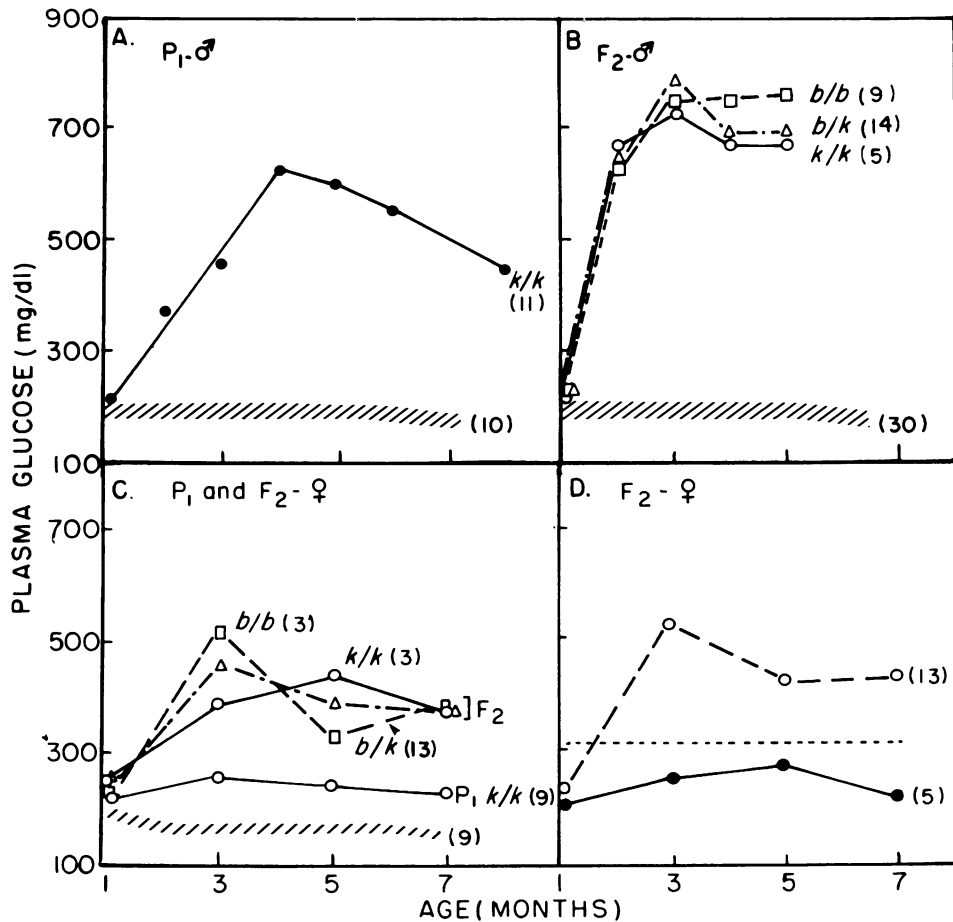 PLASMA GLUCOSE (mg/dl)
900
700
500
300
100
A.
P₁-♂
k/k
(11)
(10)
B
F₂-♂
b/b (9)
b/k (14)
k/k (5)
(30)
700
500
300
100
C.
P₁ and F₂-♀
b/b (3)
k/k (3)
]F₂
b/k (13)
P₁ k/k (9)
(9)
1 3 5 7
D.
F₂-♀
(13)
(5)
1 3 5 7
AGE (MONTHS)